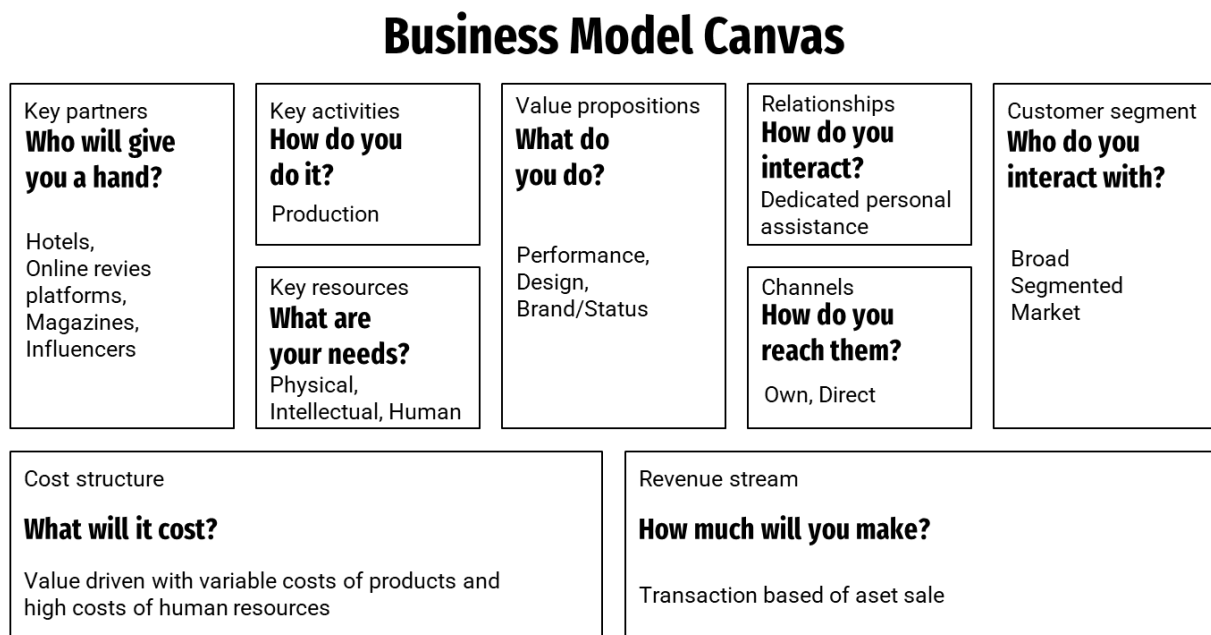 Business Model Canvas
Key partners
Who will give
you a hand?
Hotels,
Online revies
platforms,
Magazines,
Influencers
Key activities
How do you
do it?
Production
Key resources
What are
your needs?
Physical,
Intellectual, Human
Value propositions
What do
you do?
Performance,
Design,
Brand/Status
Relationships
How do you
interact?
Dedicated personal
assistance
Channels
How do you
reach them?
Own, Direct
Customer segment
Who do you
interact with?
Broad
Segmented
Market
Cost structure
What will it cost?
Value driven with variable costs of products and
high costs of human resources
Revenue stream
How much will you make?
Transaction based of aset sale